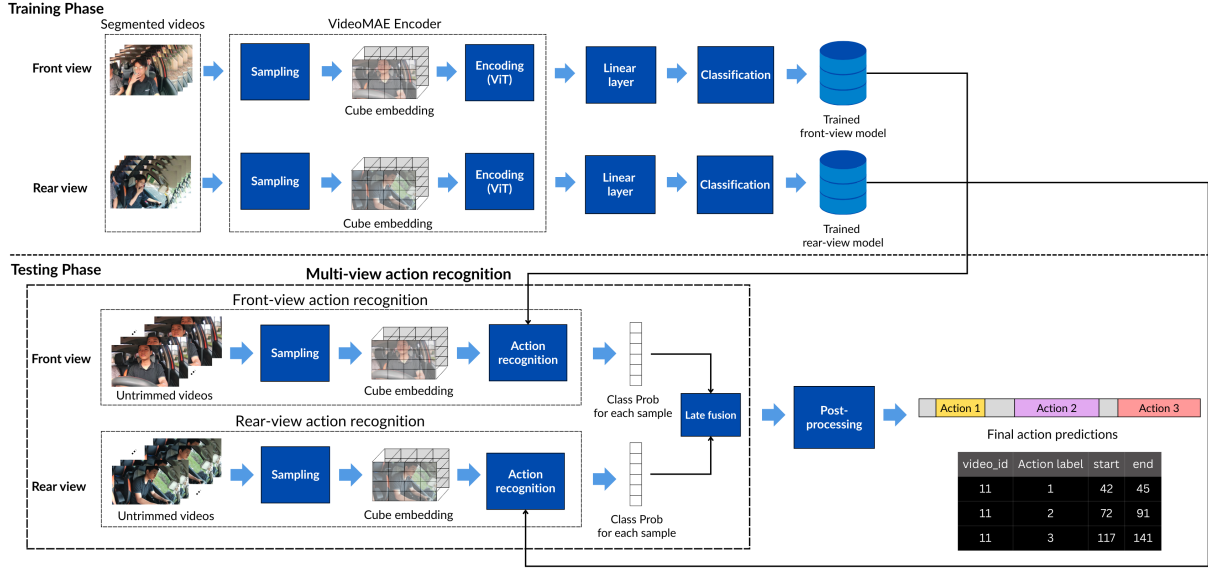 Training Phase
Segmented videos
VideoMAE Encoder
Front view
Sampling
Cube embedding
Encoding
(ViT)
Linear
layer
Classification
Trained
front-view model
Rear view
Sampling
Cube embedding
Encoding
(ViT)
Linear
layer
Classification
Trained
rear-view model
Testing Phase
Multi-view action recognition
Front-view action recognition
Front view
Untrimmed videos
Sampling
Cube embedding
Action
recognition
Class Prob
for each sample
Rear-view action recognition
Rear view
Untrimmed videos
Sampling
Cube embedding
Action
recognition
Class Prob
for each sample
Late fusion
Post-
processing
Action 1
Action 2
Action 3
Final action predictions
video_id Action label start end
11 1 42 45
11 2 72 91
11 3 117 141